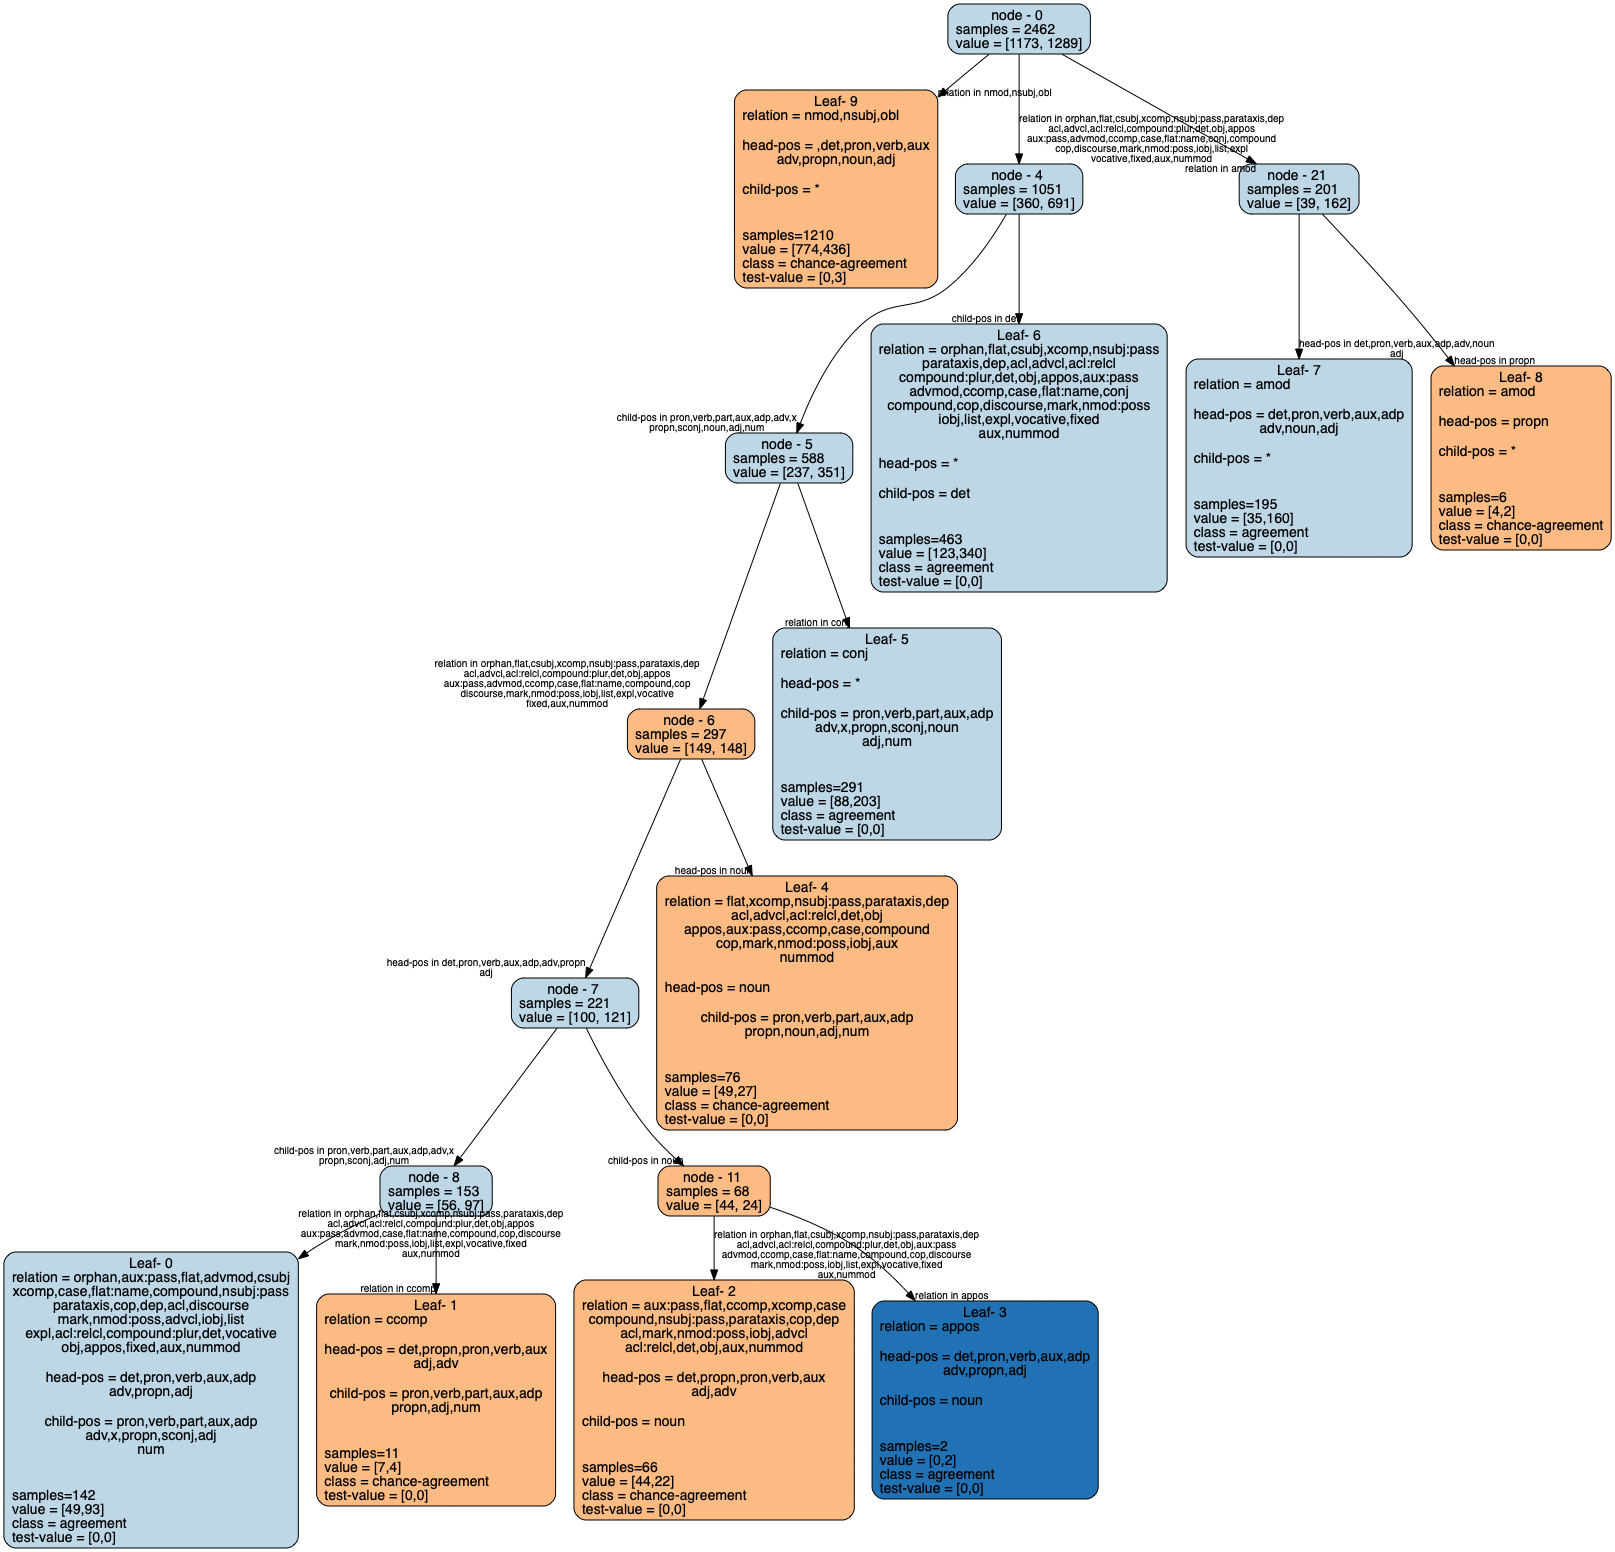 node - 0
samples = 2462
value = [1173, 1289]
relation in nmod,nsubj,obl
Leaf- 9
relation = nmod,nsubj,obl
head-pos = ,det,pron,verb,aux
adv,propn,noun,adj
child-pos = *
samples=1210
value = [774,436]
class = chance-agreement
test-value = [0,3]
relation in orphan,flat,csubj,xcomp,nsubj:pass,parataxis,dep
acl,advcl,acl:relcl,compound:plur,det,obj,appos
aux:pass,advmod,ccomp,case,flat:name,conj,compound
cop,discourse,mark,nmod:poss,iobj,list,expl
vocative,fixed,aux,nummod
relation in amod
node - 4
samples = 1051
value = [360, 691]
node - 21
samples = 201
value = [39, 162]
child-pos in det
Leaf- 6
relation = orphan,flat,csubj,xcomp,nsubj:pass
parataxis,dep,acl,advcl,acl:relcl
compound:plur,det,obj,appos,aux:pass
advmod,ccomp,case,flat:name,conj
compound,cop,discourse,mark,nmod:poss
iobj,list,expl,vocative,fixed
aux,nummod
head-pos = *
child-pos = det
samples=463
value = [123,340]
class = agreement
test-value = [0,0]
head-pos in det,pron,verb,aux,adp,adv,noun
adj
Leaf- 7
relation = amod
head-pos = det,pron,verb,aux,adp
adv,noun,adj
child-pos = *
samples=195
value = [35,160]
class = agreement
test-value = [0,0]
head-pos in propn
Leaf- 8
relation = amod
head-pos = propn
child-pos = *
samples=6
value = [4,2]
class = chance-agreement
test-value = [0,0]
child-pos in pron,verb,part,aux,adp,adv,x
propn,sconj,noun,adj,num
node - 5
samples = 588
value = [237, 351]
relation in conj
Leaf- 5
relation = conj
head-pos = *
child-pos = pron,verb,part,aux,adp
adv,x,propn,sconj,noun
adj,num
samples=291
value = [88,203]
class = agreement
test-value = [0,0]
relation in orphan,flat,csubj,xcomp,nsubj:pass,parataxis,dep
acl,advcl,acl:relcl,compound:plur,det,obj,appos
aux:pass,advmod,ccomp,case,flat:name,compound,cop
discourse,mark,nmod:poss,iobj,list,expl,vocative
fixed,aux,nummod
node - 6
samples = 297
value = [149, 148]
head-pos in noun
Leaf- 4
relation = flat,xcomp,nsubj:pass,parataxis,dep
acl,advcl,acl:relcl,det,obj
appos,aux:pass,ccomp,case,compound
cop,mark,nmod:poss,iobj,aux
nummod
head-pos = noun
child-pos = pron,verb,part,aux,adp
propn,noun,adj,num
samples=76
value = [49,27]
class = chance-agreement
test-value = [0,0]
head-pos in det,pron,verb,aux,adp,adv,propn
adj
node - 7
samples = 221
value = [100, 121]
child-pos in pron,verb,part,aux,adp,adv,x
propn,sconj,adj,num
node - 8
samples = 153
value = [56, 97]
child-pos in noun
node - 11
samples = 68
value = [44, 24]
relation in orphan,flat,csubj,xcomp,nsubj:pass,parataxis,dep
acl,advcl,acl:relcl,compound:plur,det,obj,appos
aux:pass,advmod,case,flat:name,compound,cop,discourse
mark,nmod:poss,iobj,list,expl,vocative,fixed
aux,nummod
Leaf- 0
relation = orphan,aux:pass,flat,advmod,csubj
xcomp,case,flat:name,compound,nsubj:pass
parataxis,cop,dep,acl,discourse
mark,nmod:poss,advcl,iobj,list
expl,acl:relcl,compound:plur,det,vocative
obj,appos,fixed,aux,nummod
head-pos = det,pron,verb,aux,adp
adv,propn,adj
child-pos = pron,verb,part,aux,adp
adv,x,propn,sconj,adj
num
samples=142
value = [49,93]
class = agreement
test-value = [0,0]
relation in ccomp
Leaf- 1
relation = ccomp
head-pos = det,propn,pron,verb,aux
adj,adv
child-pos = pron,verb,part,aux,adp
propn,adj,num
samples=11
value = [7,4]
class = chance-agreement
test-value = [0,0]
relation in orphan,flat,csubj,xcomp,nsubj:pass,parataxis,dep
acl,advcl,acl:relcl,compound:plur,det,obj,aux:pass
advmod,ccomp,case,flat:name,compound,cop,discourse
mark,nmod:poss,iobj,list,expl,vocative,fixed
aux,nummod
Leaf- 2
relation = aux:pass,flat,ccomp,xcomp,case
compound,nsubj:pass,parataxis,cop,dep
acl,mark,nmod:poss,iobj,advcl
acl:relcl,det,obj,aux,nummod
head-pos = det,propn,pron,verb,aux
adj,adv
child-pos = noun
samples=66
value = [44,22]
class = chance-agreement
test-value = [0,0]
relation in appos
Leaf- 3
relation = appos
head-pos = det,pron,verb,aux,adp
adv,propn,adj
child-pos = noun
samples=2
value = [0,2]
class = agreement
test-value = [0,0]